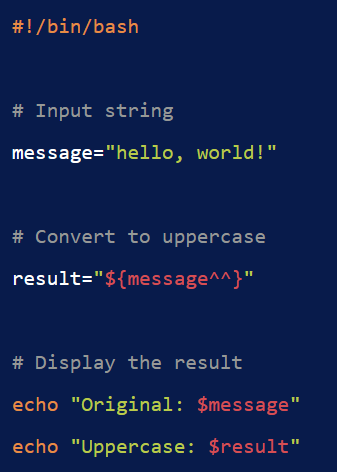 #!/bin/bash
# Input string
message="hello, world!"
# Convert to uppercase
result="${message^^}"
# Display the result
echo "Original: $message"
echo "Uppercase: $result"